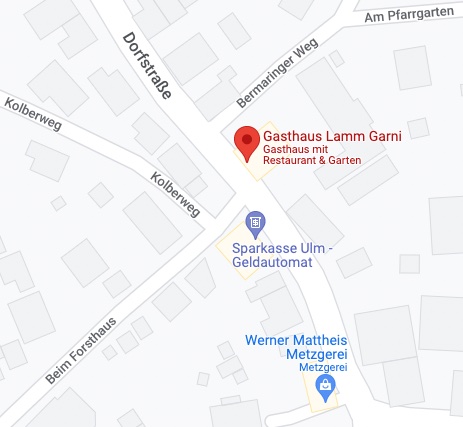 Am Pfarrgarten
Dorfstraße
Bermaringer Weg
Kolberweg
Gasthaus Lamm Garni
Gasthaus mit
Restaurant & Garten
Kolberweg
Sparkasse Ulm -
Geldautomat
Beim Forsthaus
Werner Mattheis
Metzgerei
Metzgerei